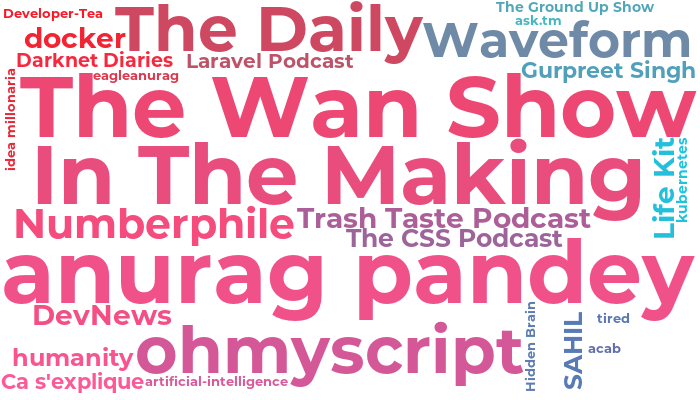 Developer-Tea
The Daily
The Ground Up Show
ask.tm
docker
Waveform
Darknet Diaries
Laravel Podcast
Gurpreet Singh
eagleanurag
idea millonaria
The Wan Show
In The Making
Life Kit
kubernetes
Numberphile
Trash Taste Podcast
The CSS Podcast
anurag pandey
DevNews
ohmyscript
Hidden Brain
SAHIL
tired
acab
humanity
Ca s'explique
artificial-intelligence